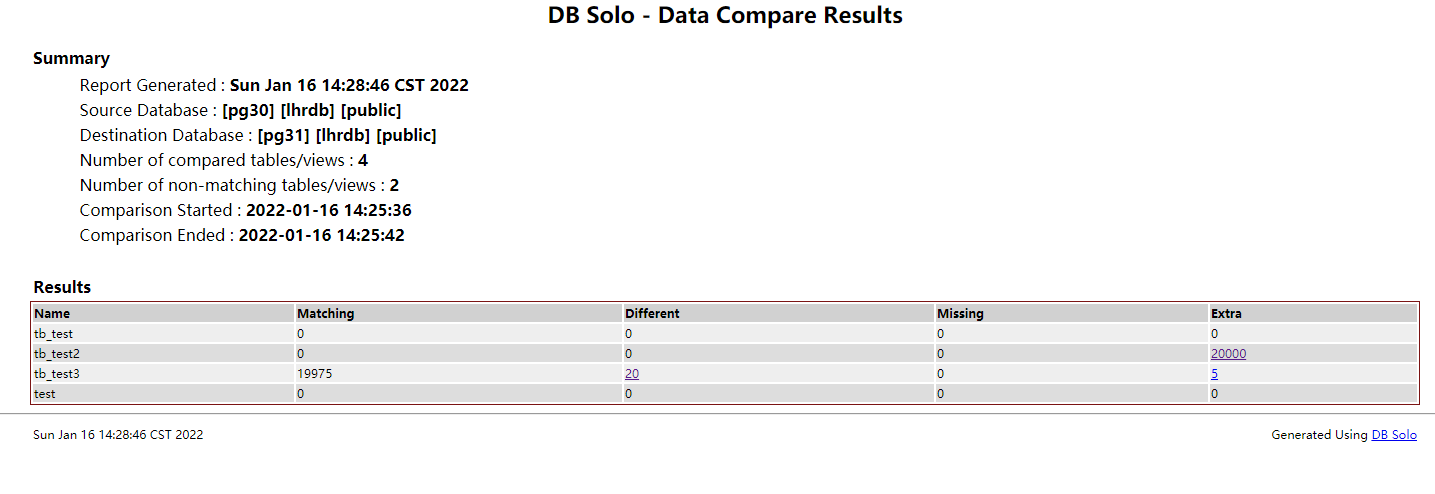 DB Solo - Data Compare Results
Summary
Report Generated : Sun Jan 16 14:28:46 CST 2022
Source Database : [pg30] [lhrdb] [public]
Destination Database : [pg31] [lhrdb] [public]
Number of compared tables/views : 4
Number of non-matching tables/views : 2
Comparison Started : 2022-01-16 14:25:36
Comparison Ended : 2022-01-16 14:25:42
Results
Name Matching Different Missing Extra
tb_test 0 0 0 0
tb_test2 0 0 0 20000
tb_test3 19975 20 0 5
test 0 0 0 0
Sun Jan 16 14:28:46 CST 2022 Generated Using DB Solo